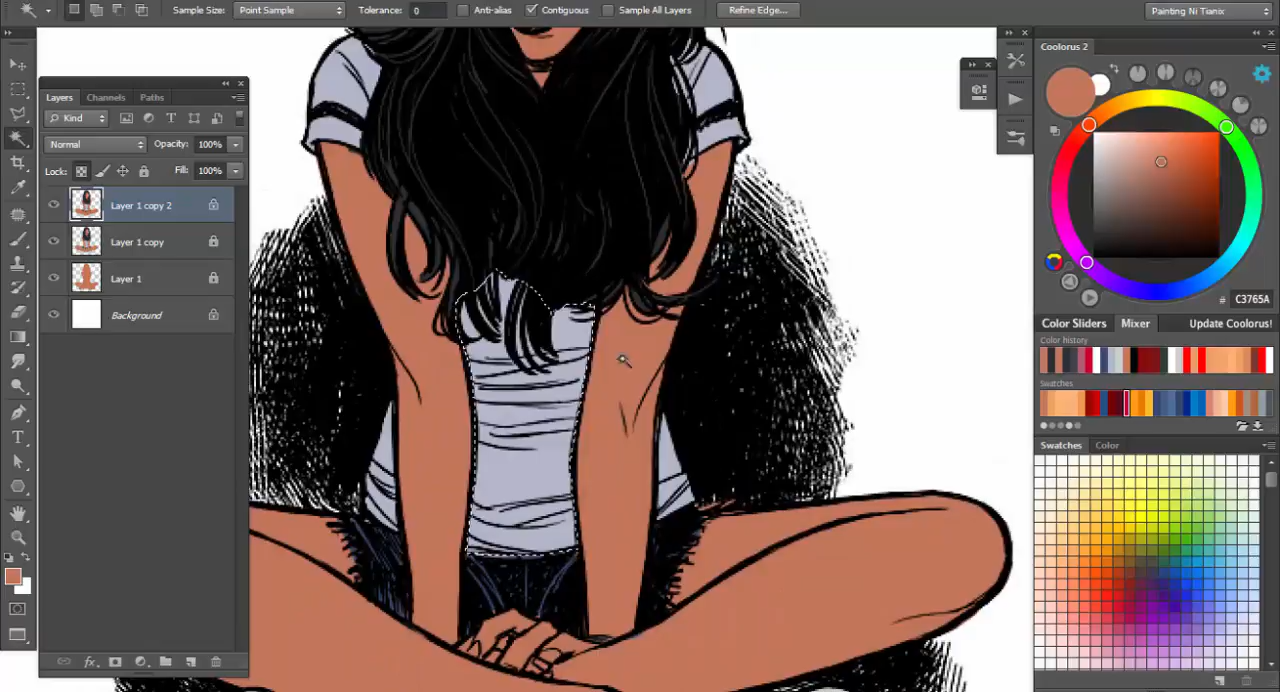 Sample Size: Point Sample Tolerance: 0 Anti-alias Contiguous Sample All Layers Refine Edge... Painting Ni Tianix
Layers Channels Paths
Kind
Normal Opacity: 100%
Lock: Fill: 100%
Layer 1 copy 2
Layer 1 copy
Layer 1
Background
fx
Coolorus 2
# C3765A
Color Sliders Mixer Update Coolorus!
Color history
Swatches
Swatches Color